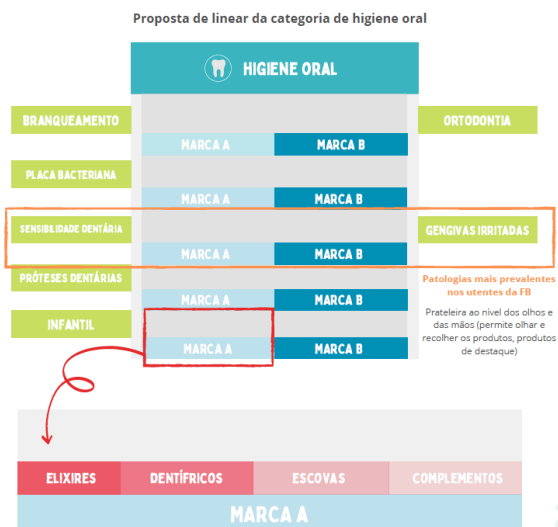 Proposta de linear da categoria de higiene oral
HIGIENE ORAL
BRANQUEAMENTO
ORTODONTIA
MARCA A
MARCA B
PLACA BACTERIANA
MARCA A
MARCA B
SENSIBILIDADE DENTÁRIA
GENGIVAS IRRITADAS
MARCA A
MARCA B
PRÓTESES DENTÁRIAS
Patologias mais prevalentes
nos utentes da FB
MARCA A
MARCA B
Prateleira ao nível dos olhos e
das mãos (permite olhar e
recolher os produtos, produtos
de destaque)
INFANTIL
MARCA A
MARCA B
ELIXIRES
DENTÍFRICOS
ESCOVAS
COMPLEMENTOS
MARCA A